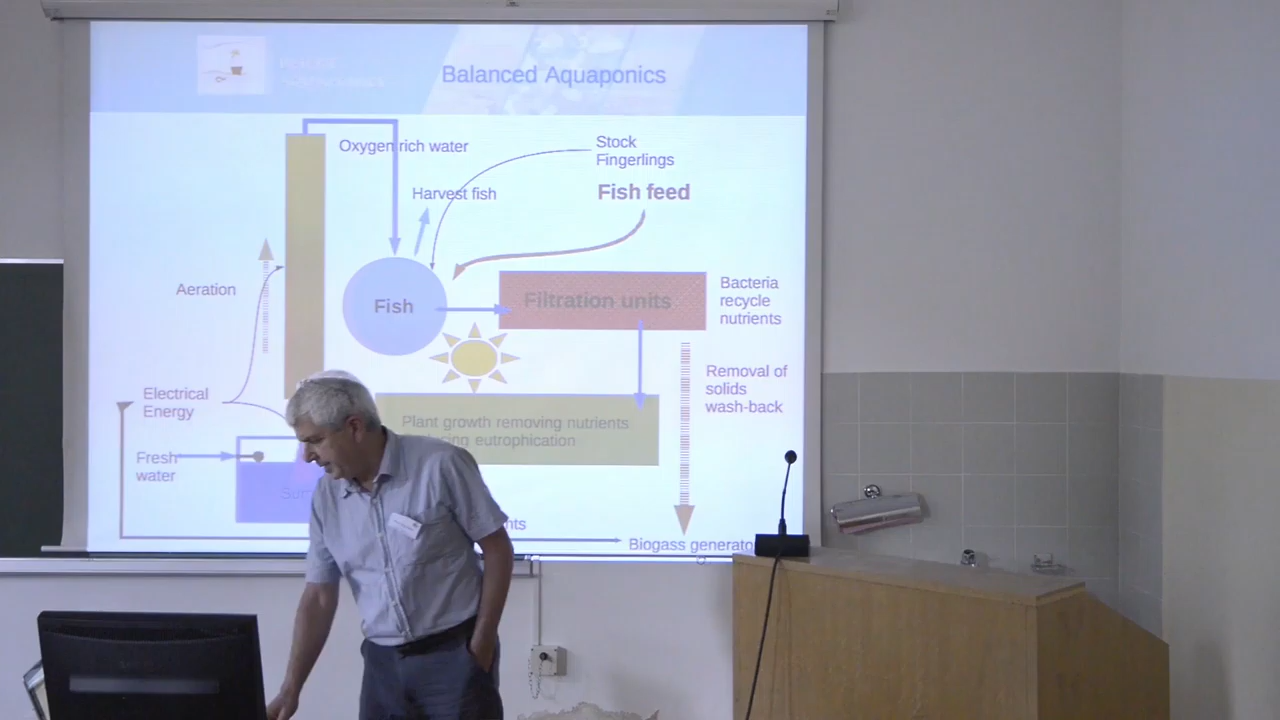 Balanced Aquaponics
Oxygen rich water
Stock
Fingerlings
Harvest fish
Fish feed
Aeration
Fish
Filtration units
Bacteria
recycle
nutrients
Removal of
solids
wash-back
Electrical
Energy
Plant growth removing nutrients
eutrophication
Fresh
water
Biogass generator